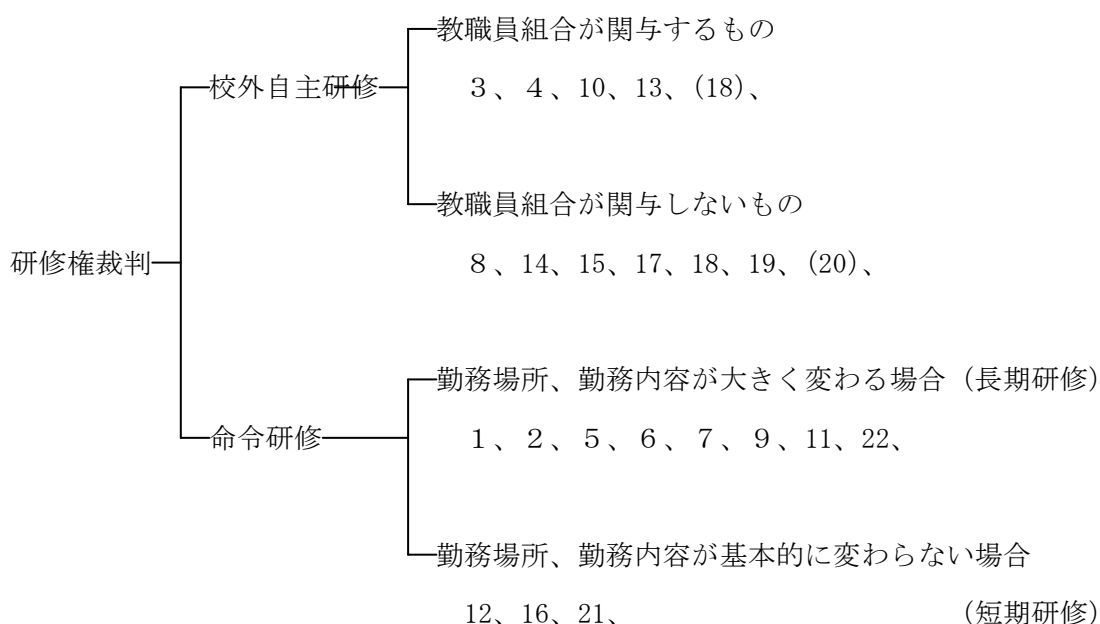 教職員組合が関与するもの
校外自主研修
３、４、10、13、(18)、
教職員組合が関与しないもの
研修権裁判
８、14、15、17、18、19、(20)、
勤務場所、勤務内容が大きく変わる場合（長期研修）
命令研修
１、２、５、６、７、９、11、22、
勤務場所、勤務内容が基本的に変わらない場合
12、16、21、
（短期研修）